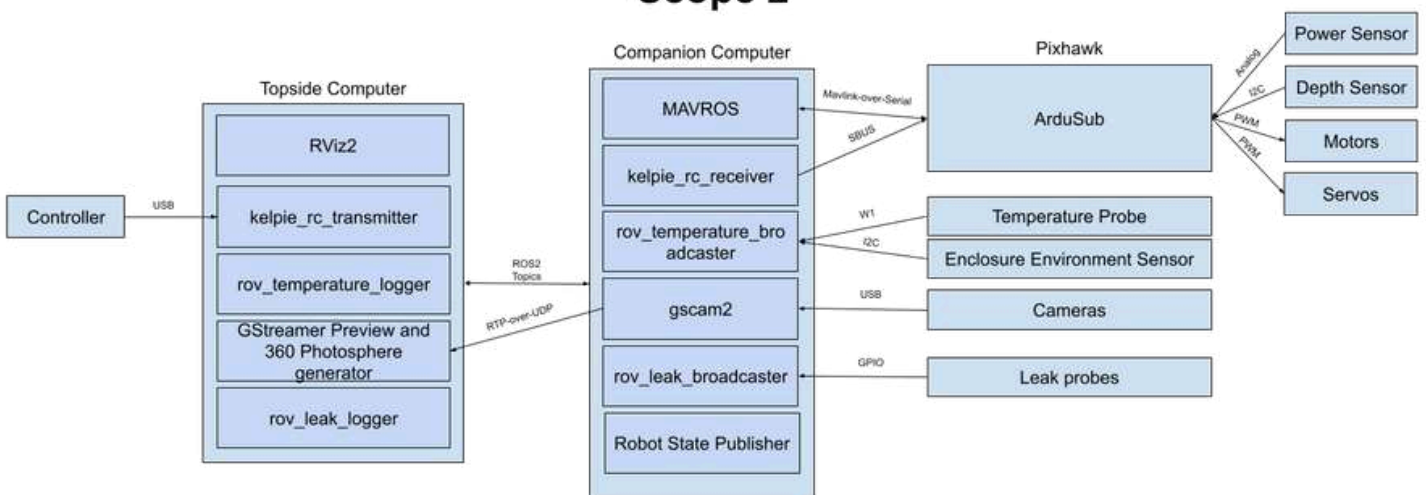 Scope 2
Topside Computer
RViz2
kelpie_rc_transmitter
rov_temperature_logger
GStreamer Preview and
360 Photosphere
generator
rov_leak_logger
Controller
USB
ROS2
Topics
RTP-over-UDP
Companion Computer
MAVROS
kelpie_rc_receiver
rov_temperature_bro
adcaster
gscam2
rov_leak_broadcaster
Robot State Publisher
Mavlink-over-Serial
SBUS
W1
I2C
USB
GPIO
Pixhawk
ArduSub
Temperature Probe
Enclosure Environment Sensor
Cameras
Leak probes
Analog
I2C
PWM
PWM
Power Sensor
Depth Sensor
Motors
Servos